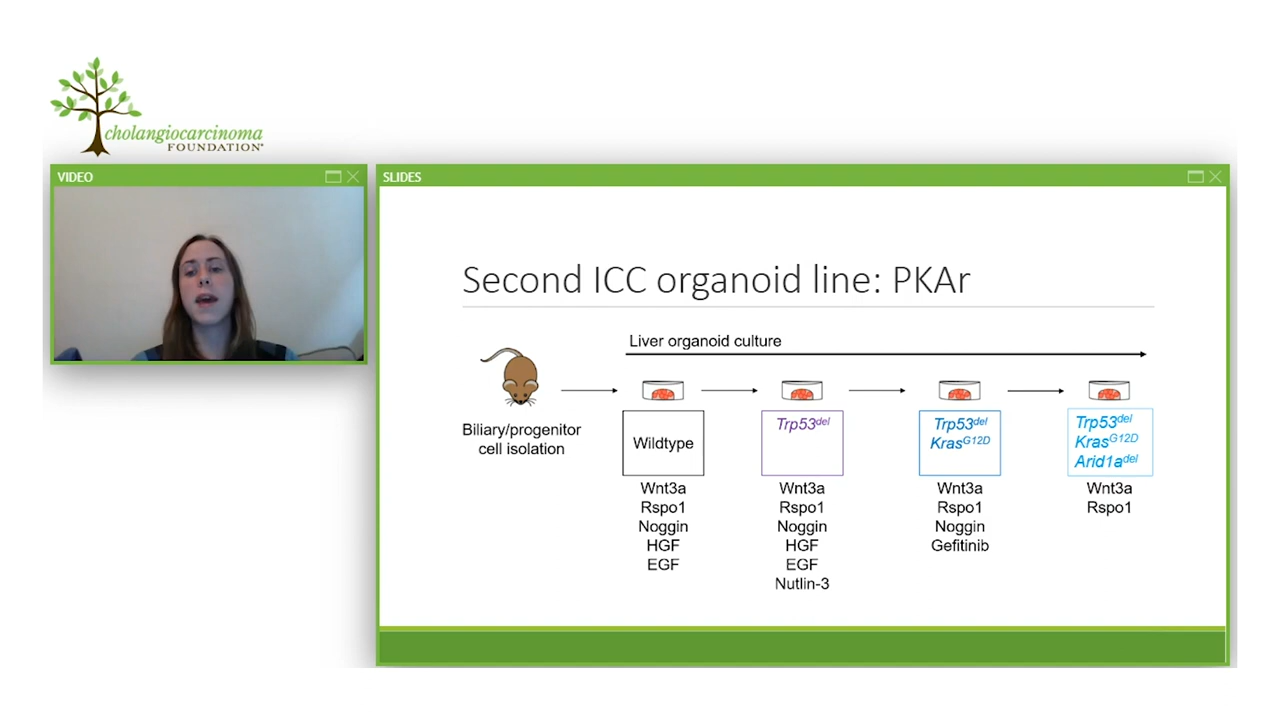 cholangiocarcinoma
FOUNDATION®
VIDEO
SLIDES
Second ICC organoid line: PKAr
Liver organoid culture
Biliary/progenitor
cell isolation
Wildtype
Wnt3a
Rspo1
Noggin
HGF
EGF
Trp53del
Wnt3a
Rspo1
Noggin
HGF
EGF
Nutlin-3
Trp53del
KrasG12D
Wnt3a
Rspo1
Noggin
Gefitinib
Trp53del
KrasG12D
Arid1adel
Wnt3a
Rspo1